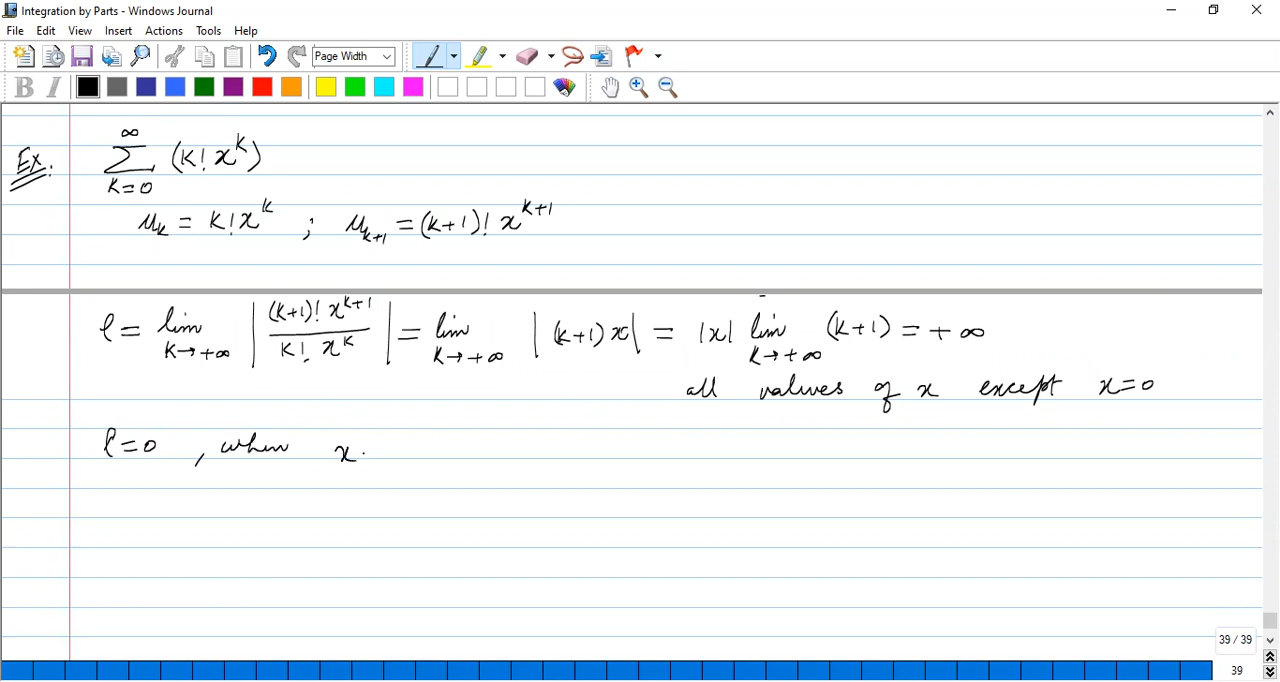 Integration by Parts - Windows Journal
File Edit View Insert Actions Tools Help
Page Width
B I
Ex:
∞
∑ (k! x^k)
k=0
u_k = k! x^k ; u_{k+1} = (k+1)! x^{k+1}
ℓ = lim_{k→+∞} | (k+1)! x^{k+1} / k! x^k | = lim_{k→+∞} | (k+1) x | = |x| lim_{k→+∞} (k+1) = +∞
all values of x except x=0
ℓ=0 , when x
39 / 39
39